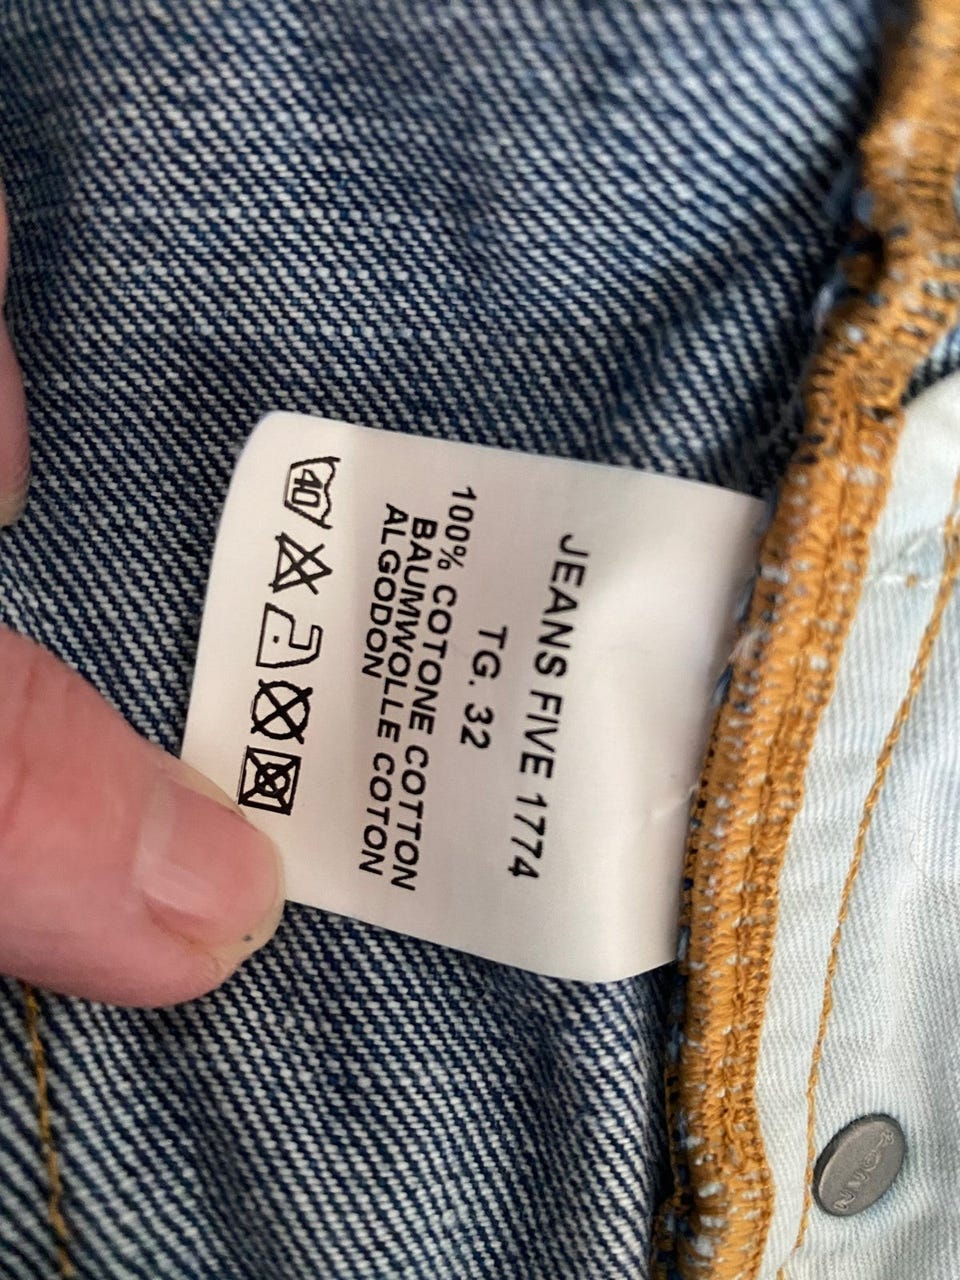 JEANS FIVE 1774
TG. 32
100% COTONE COTTON
BAUMWOLLE COTON
ALGODON
40